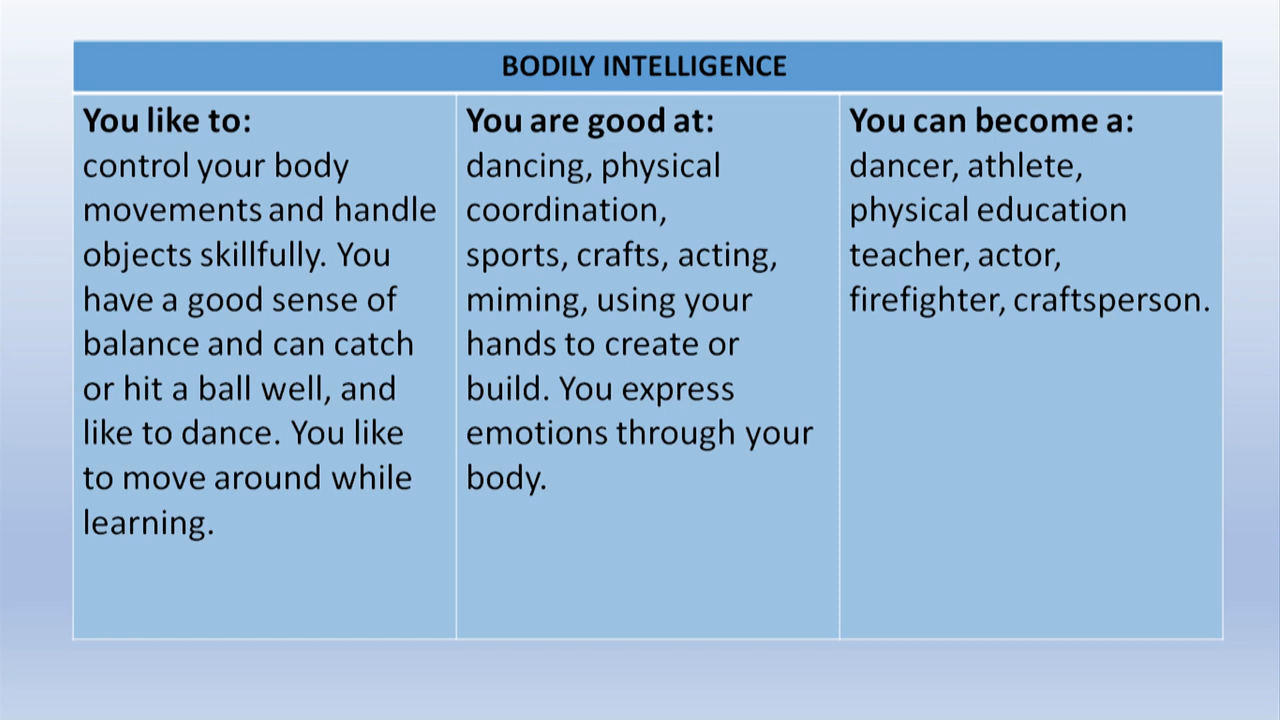 BODILY INTELLIGENCE
You like to:
control your body
movements and handle
objects skillfully. You
have a good sense of
balance and can catch
or hit a ball well, and
like to dance. You like
to move around while
learning.
You are good at:
dancing, physical
coordination,
sports, crafts, acting,
miming, using your
hands to create or
build. You express
emotions through your
body.
You can become a:
dancer, athlete,
physical education
teacher, actor,
firefighter, craftsperson.